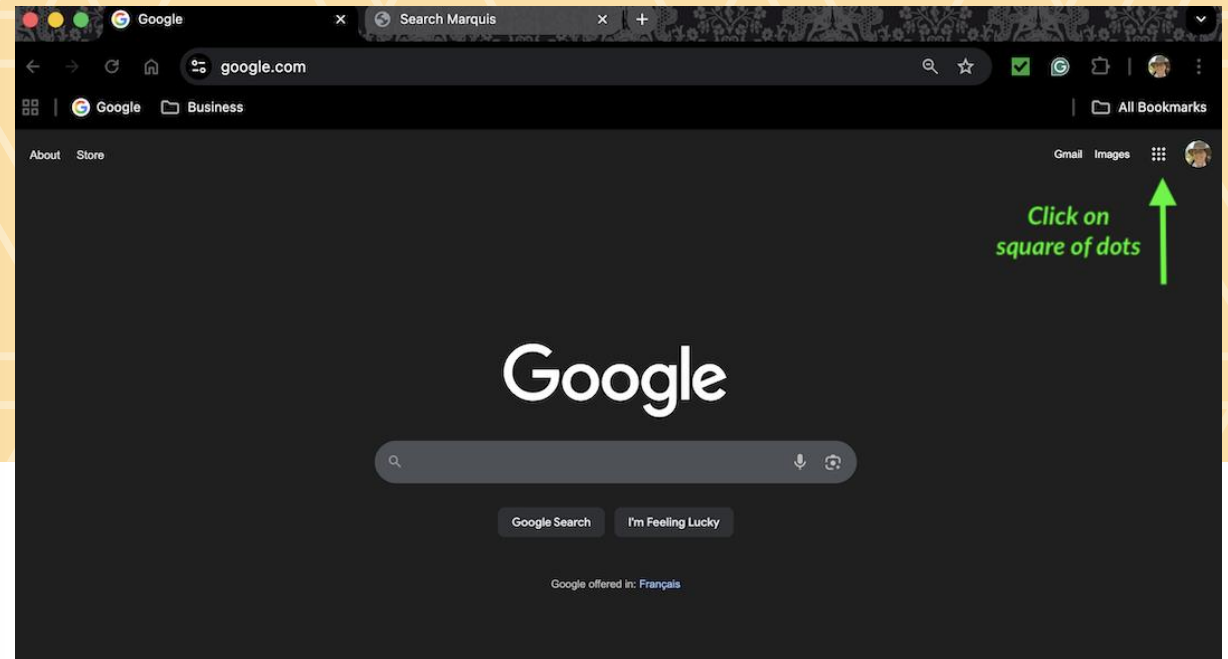 Google
Search Marquis
google.com
Google
Business
All Bookmarks
About
Store
Gmail
Images
Click on
square of dots
Google
Google Search
I'm Feeling Lucky
Google offered in: Français